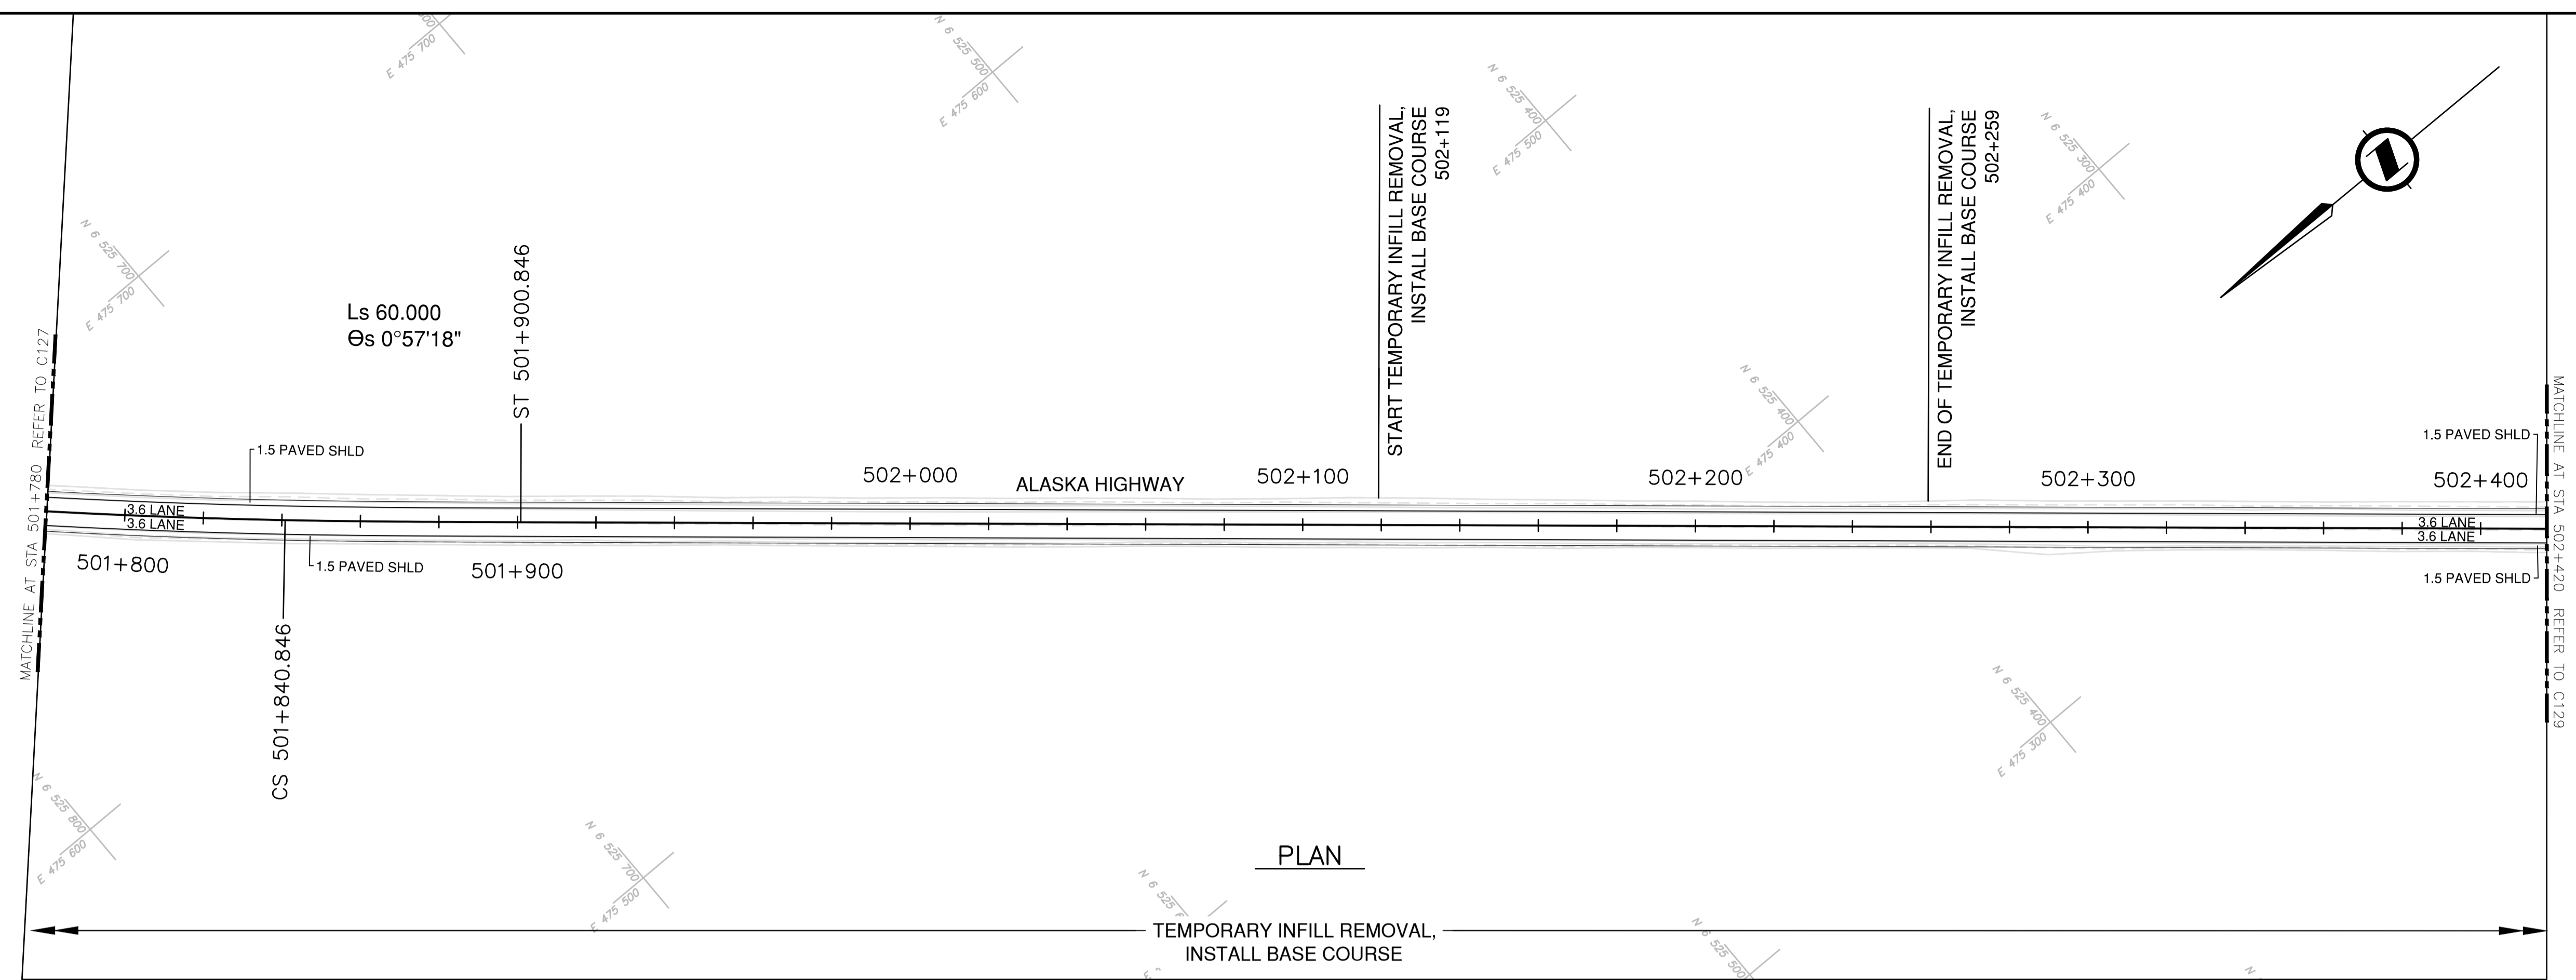 E 475 700
N 6 525 500
E 475 600
N 6 525 400
E 475 500
N 6 525 300
E 475 400
START TEMPORARY INFILL REMOVAL,
INSTALL BASE COURSE
502+119
END OF TEMPORARY INFILL REMOVAL,
INSTALL BASE COURSE
502+259
N 6 525 700
E 475 700
Ls 60.000
Θs 0°57'18"
ST 501+900.846
MATCHLINE AT STA 501+780 REFER TO C127
N 6 525 400
E 475 400
MATCHLINE AT STA 502+420 REFER TO C129
1.5 PAVED SHLD
1.5 PAVED SHLD
502+000
ALASKA HIGHWAY
502+100
502+200
502+300
502+400
3.6 LANE
3.6 LANE
3.6 LANE
3.6 LANE
501+800
1.5 PAVED SHLD
501+900
1.5 PAVED SHLD
CS 501+840.846
N 6 525 400
E 475 300
N 6 525 800
E 475 600
N 6 525 700
E 475 500
PLAN
N 6 525
N 6 525 500
TEMPORARY INFILL REMOVAL,
INSTALL BASE COURSE